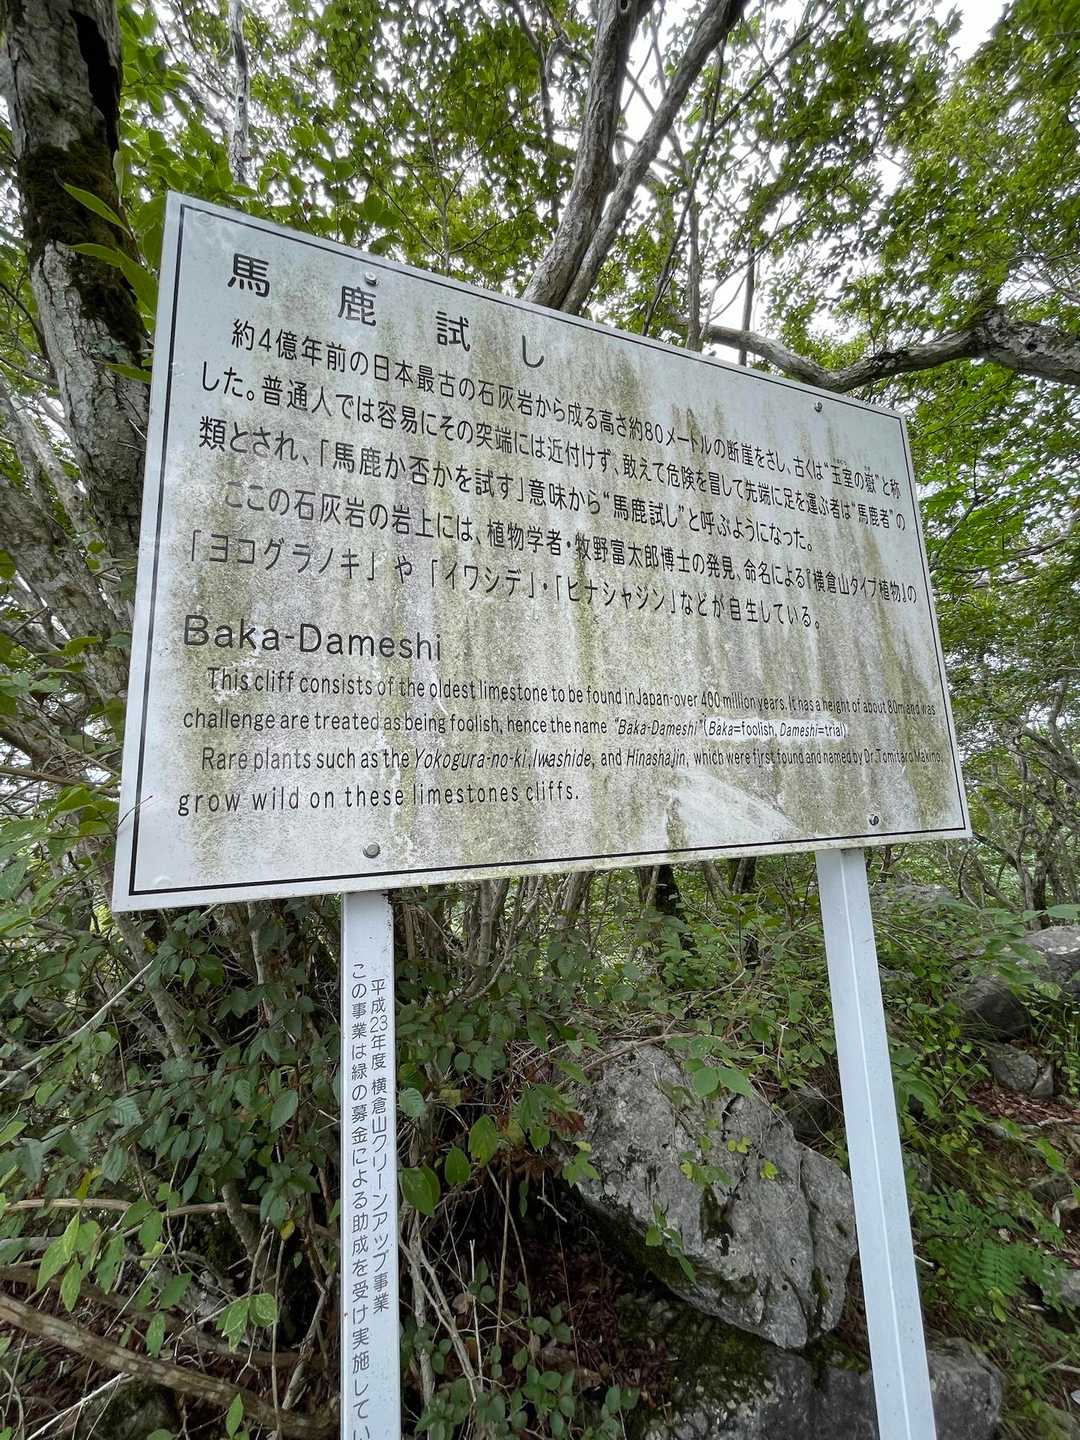 馬鹿試し
約4億年前の日本最古の石灰岩から成る高さ約80メートルの断崖をさし、古くは“玉室の嶽”と称
した。普通人では容易にその突端には近付けず、敢えて危険を冒して先端に足を運ぶ者は“馬鹿者”の
類とされ、「馬鹿か否かを試す」意味から“馬鹿試し”と呼ぶようになった。
ここの石灰岩の岩上には、植物学者・牧野富太郎博士の発見、命名による『横倉山タイプ植物』の
「ヨコグラノキ」や「イワシデ」・「ヒナシャジン」などが自生している。
Baka-Dameshi
This cliff consists of the oldest limestone to be found in Japan-over 400 million years. It has a height of about 80m and was
challenge are treated as being foolish, hence the name "Baka-Dameshi" (Baka=foolish, Dameshi=trial)
Rare plants such as the Yokogura-no-ki, Iwashide, and Hinashajin, which were first found and named by Dr. Tomitaro Makino,
grow wild on these limestones cliffs.
平成23年度 横倉山クリーンアップ事業
この事業は緑の募金による助成を受け実施してい